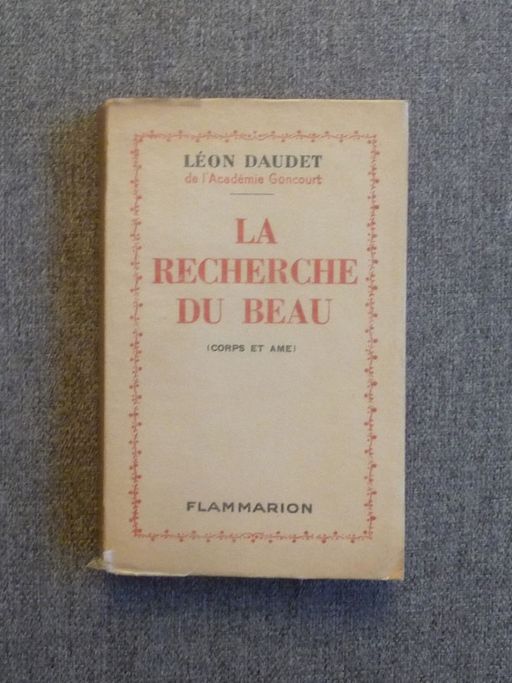 LÉON DAUDET
de l'Académie Goncourt
LA
RECHERCHE
DU BEAU
(CORPS ET AME)
FLAMMARION